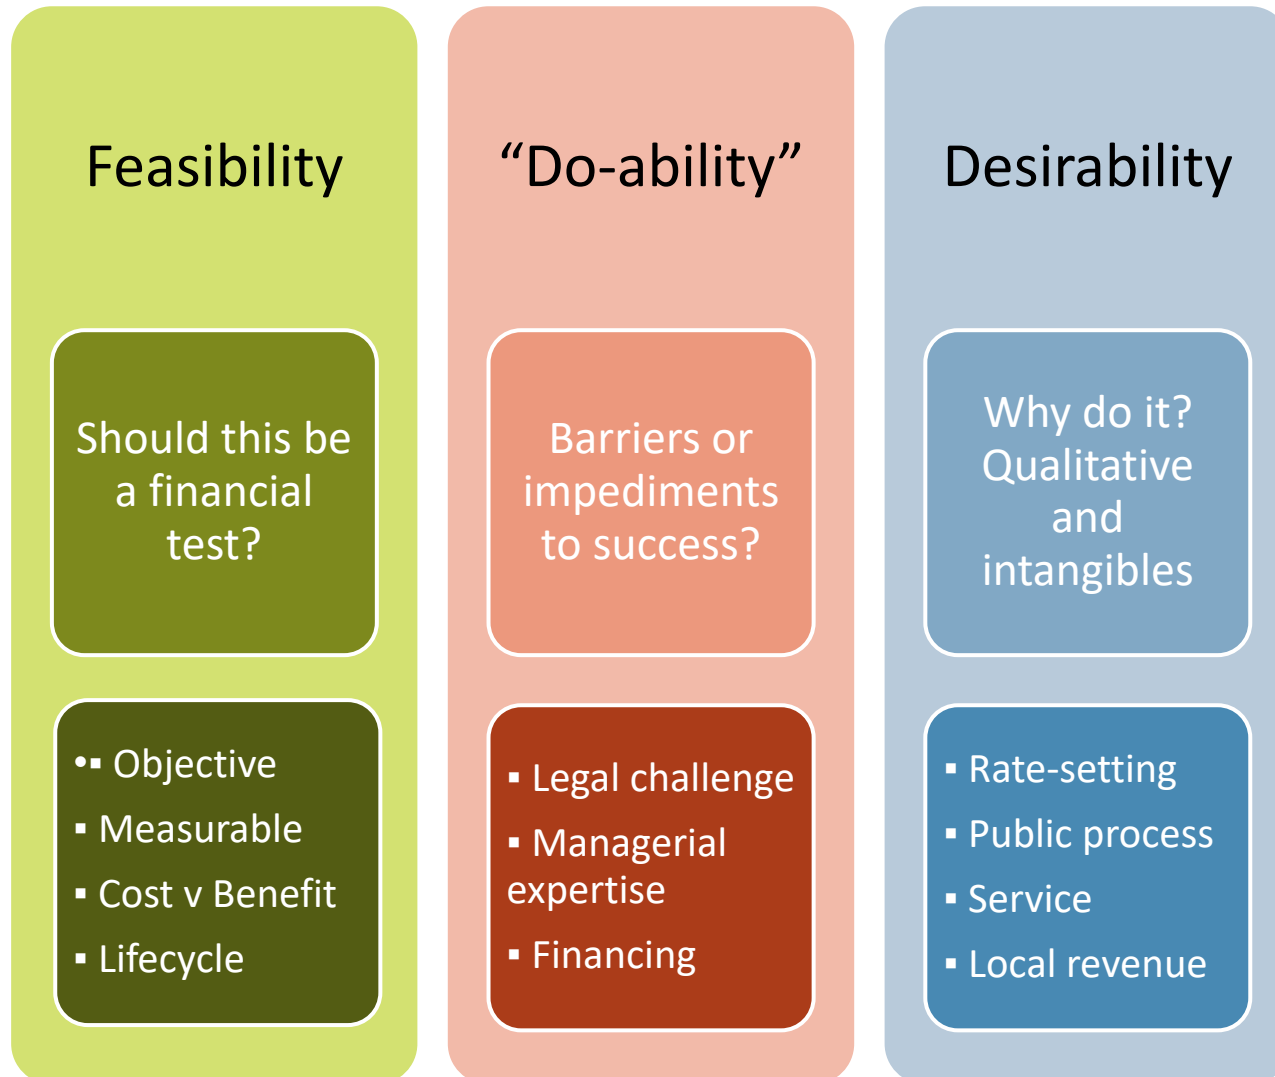 Feasibility
Should this be
a financial
test?
•▪ Objective
▪ Measurable
▪ Cost v Benefit
▪ Lifecycle
“Do-ability”
Barriers or
impediments
to success?
▪ Legal challenge
▪ Managerial
expertise
▪ Financing
Desirability
Why do it?
Qualitative
and
intangibles
▪ Rate-setting
▪ Public process
▪ Service
▪ Local revenue